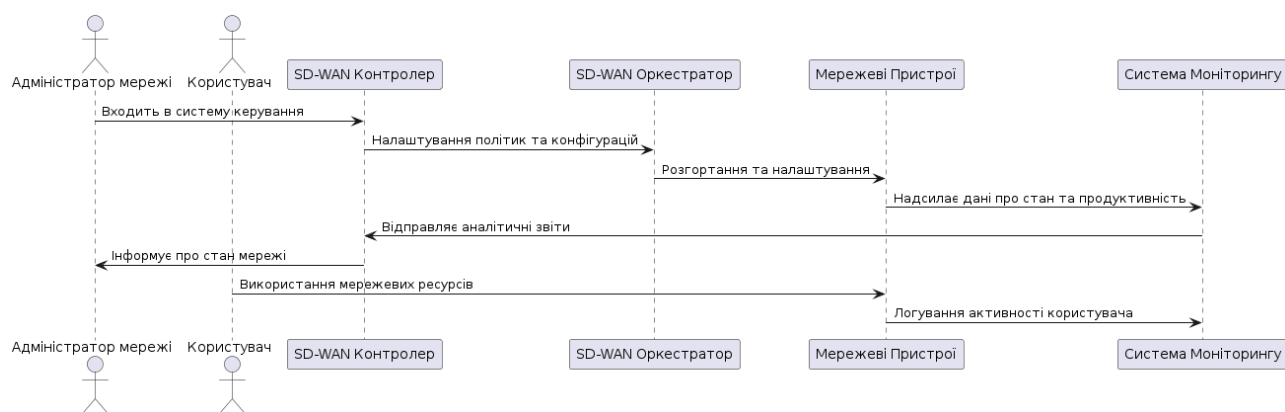 Адміністратор мережі
Користувач
SD-WAN Контролер
SD-WAN Оркестратор
Мережеві Пристрої
Система Моніторингу
Входить в систему керування
Налаштування політик та конфігурацій
Розгортання та налаштування
Надсилає дані про стан та продуктивність
Відправляє аналітичні звіти
Інформує про стан мережі
Використання мережевих ресурсів
Логування активності користувача
Адміністратор мережі
Користувач
SD-WAN Контролер
SD-WAN Оркестратор
Мережеві Пристрої
Система Моніторингу